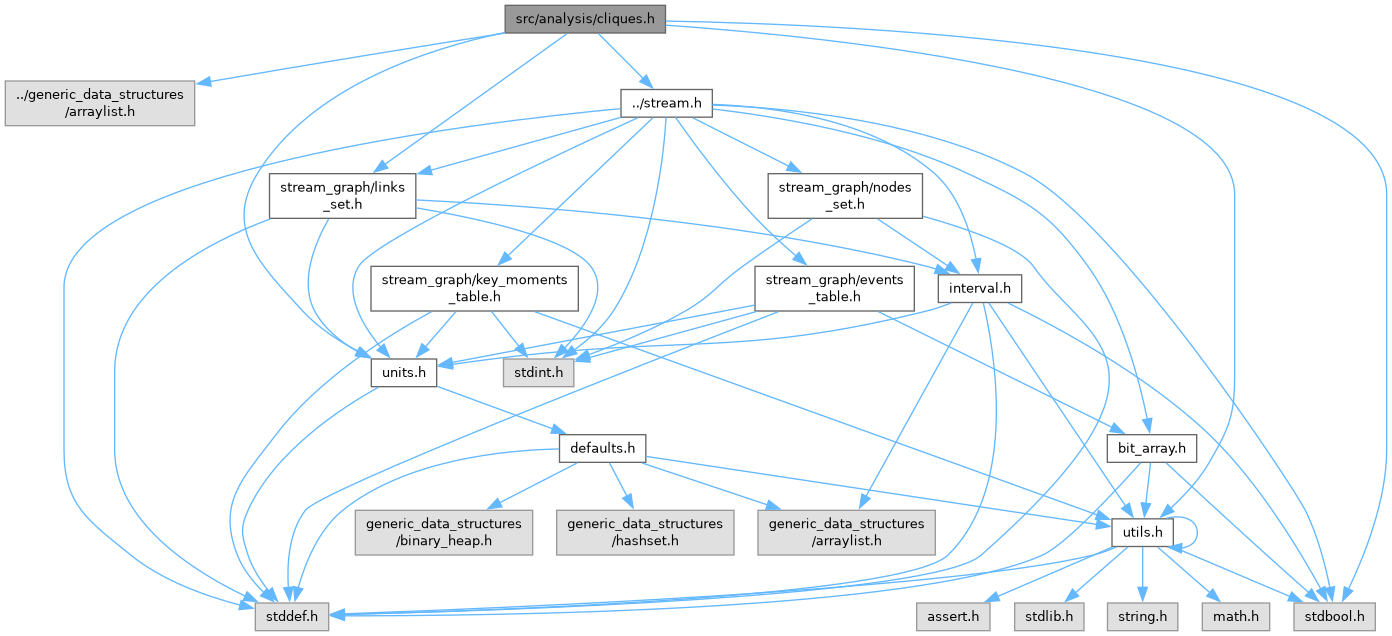 src/analysis/cliques.h
../generic_data_structures
/arraylist.h
../stream.h
stream_graph/links
_set.h
stream_graph/nodes
_set.h
stream_graph/key_moments
_table.h
stream_graph/events
_table.h
interval.h
units.h
stdint.h
defaults.h
bit_array.h
generic_data_structures
/binary_heap.h
generic_data_structures
/hashset.h
generic_data_structures
/arraylist.h
utils.h
stddef.h
assert.h
stdlib.h
string.h
math.h
stdbool.h